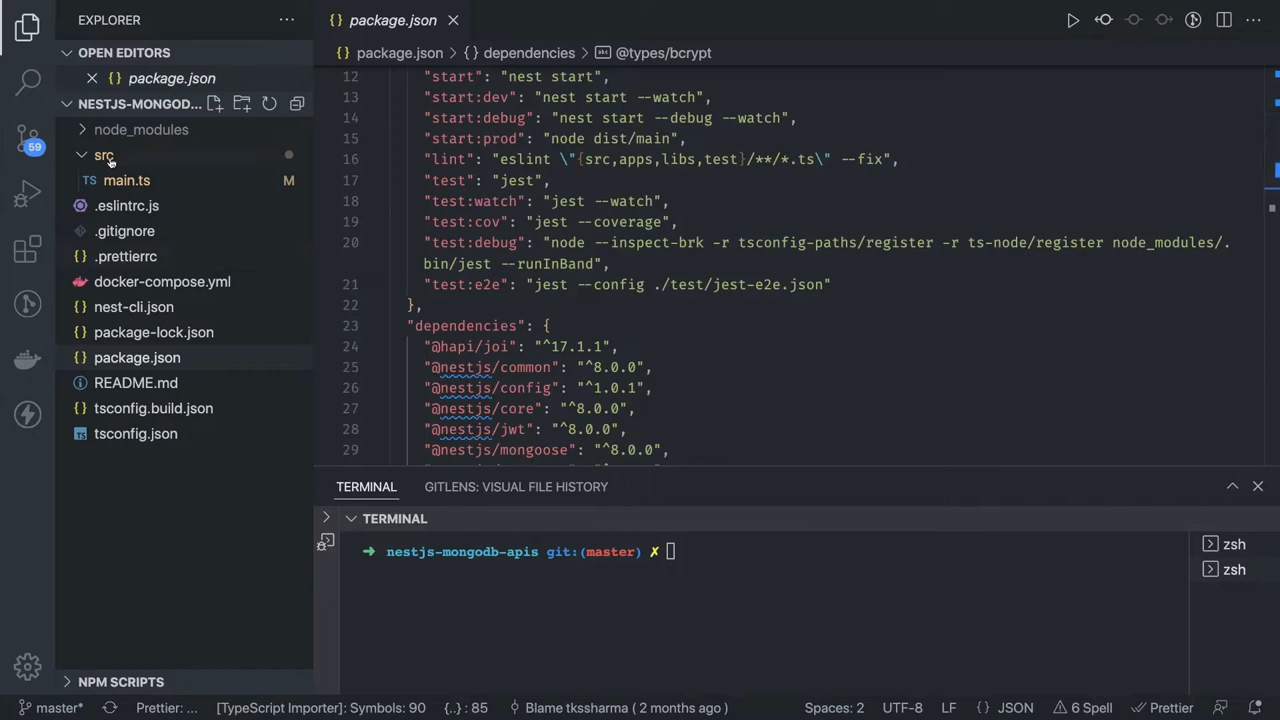 EXPLORER
OPEN EDITORS
package.json
NESTJS-MONGOD...
node_modules
src
TS main.ts M
.eslintrc.js
.gitignore
.prettierrc
docker-compose.yml
nest-cli.json
{} package-lock.json
{} package.json
README.md
{} tsconfig.build.json
TS tsconfig.json
NPM SCRIPTS
59
{} package.json
{} package.json > {} dependencies > @types/bcrypt
12 "start": "nest start",
13 "start:dev": "nest start --watch",
14 "start:debug": "nest start --debug --watch",
15 "start:prod": "node dist/main",
16 "lint": "eslint \"{src,apps,libs,test}/**/*.ts\" --fix",
17 "test": "jest",
18 "test:watch": "jest --watch",
19 "test:cov": "jest --coverage",
20 "test:debug": "node --inspect-brk -r tsconfig-paths/register -r ts-node/register node_modules/.
bin/jest --runInBand",
21 "test:e2e": "jest --config ./test/jest-e2e.json"
22 },
23 "dependencies": {
24 "@hapi/joi": "^17.1.1",
25 "@nestjs/common": "^8.0.0",
26 "@nestjs/config": "^1.0.1",
27 "@nestjs/core": "^8.0.0",
28 "@nestjs/jwt": "^8.0.0",
29 "@nestjs/mongoose": "^8.0.0",
TERMINAL GITLENS: VISUAL FILE HISTORY
TERMINAL
➜ nestjs-mongodb-apis git:(master) ✗
zsh
zsh
master* Prettier: ... [TypeScript Importer]: Symbols: 90 {..}: 85 Blame tkssharma ( 2 months ago ) Spaces: 2 UTF-8 LF {} JSON 6 Spell Prettier